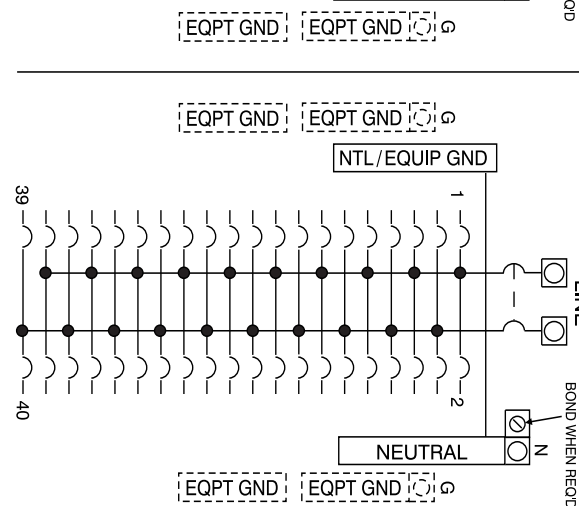 Q'D
EQPT GND EQPT GND G
EQPT GND EQPT GND G
NTL/EQUIP GND
39 1
LINE
40 2
BOND WHEN REQ'D
NEUTRAL N
EQPT GND EQPT GND G